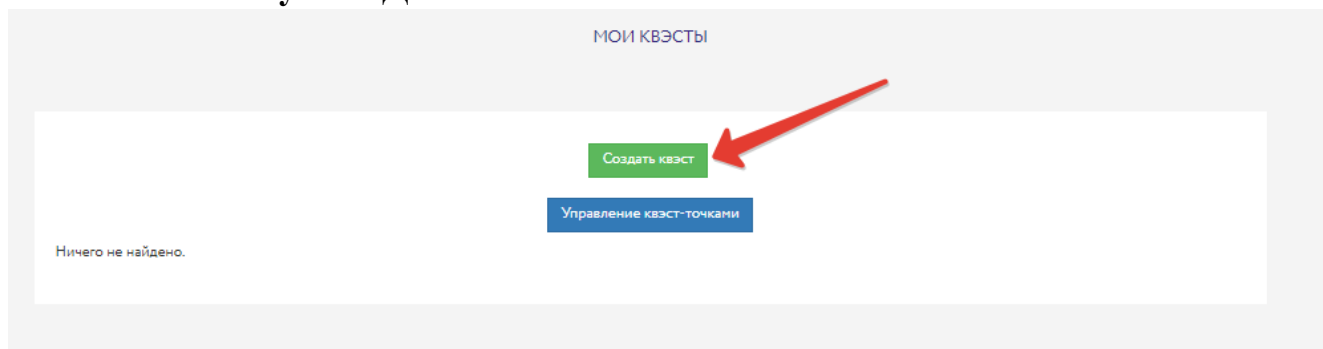 МОИ КВЭСТЫ
Создать квэст
Управление квэст-точками
Ничего не найдено.